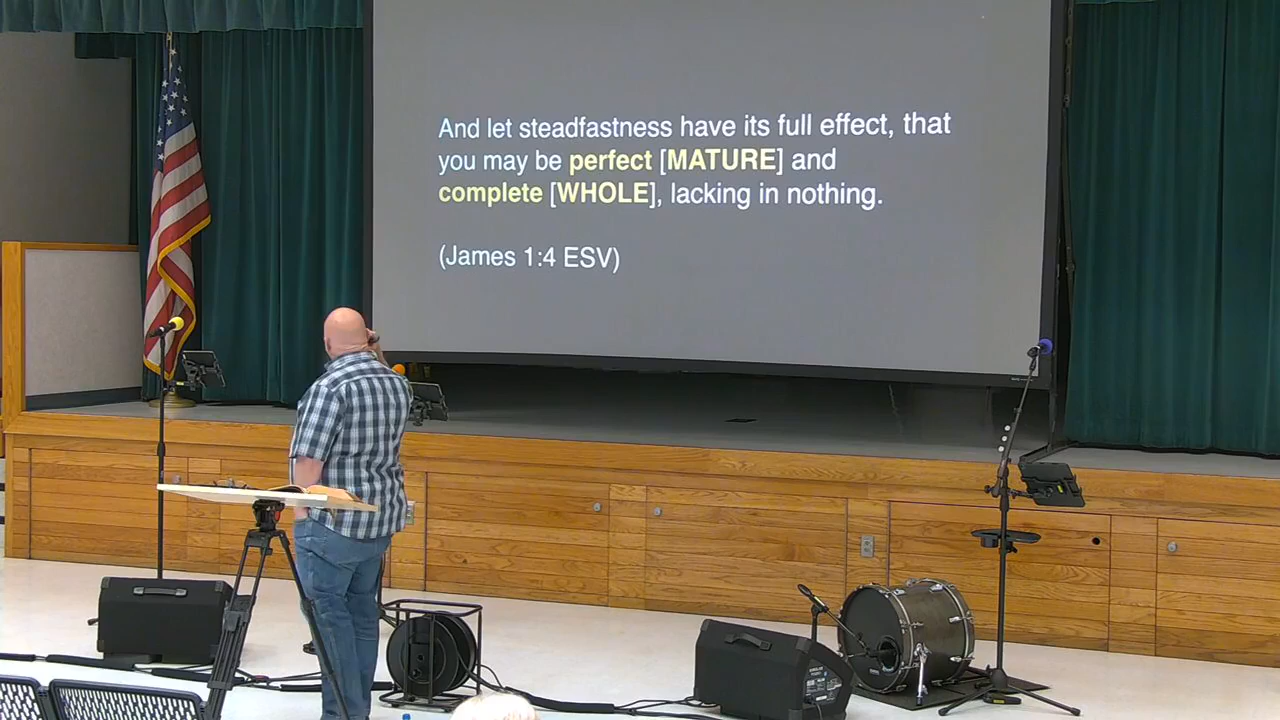 And let steadfastness have its full effect, that
you may be perfect [MATURE] and
complete [WHOLE], lacking in nothing.
(James 1:4 ESV)